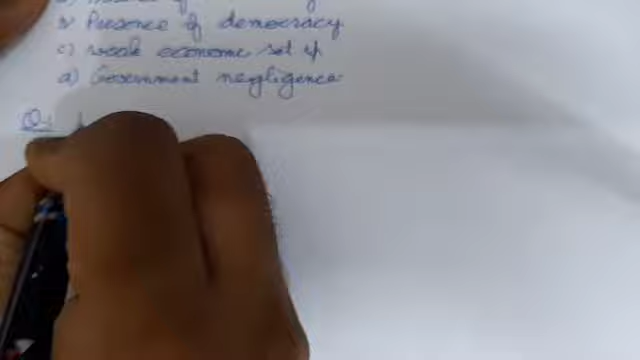 b) Presence of democracy
c) weak economic set up
d) Government negligence
Q.